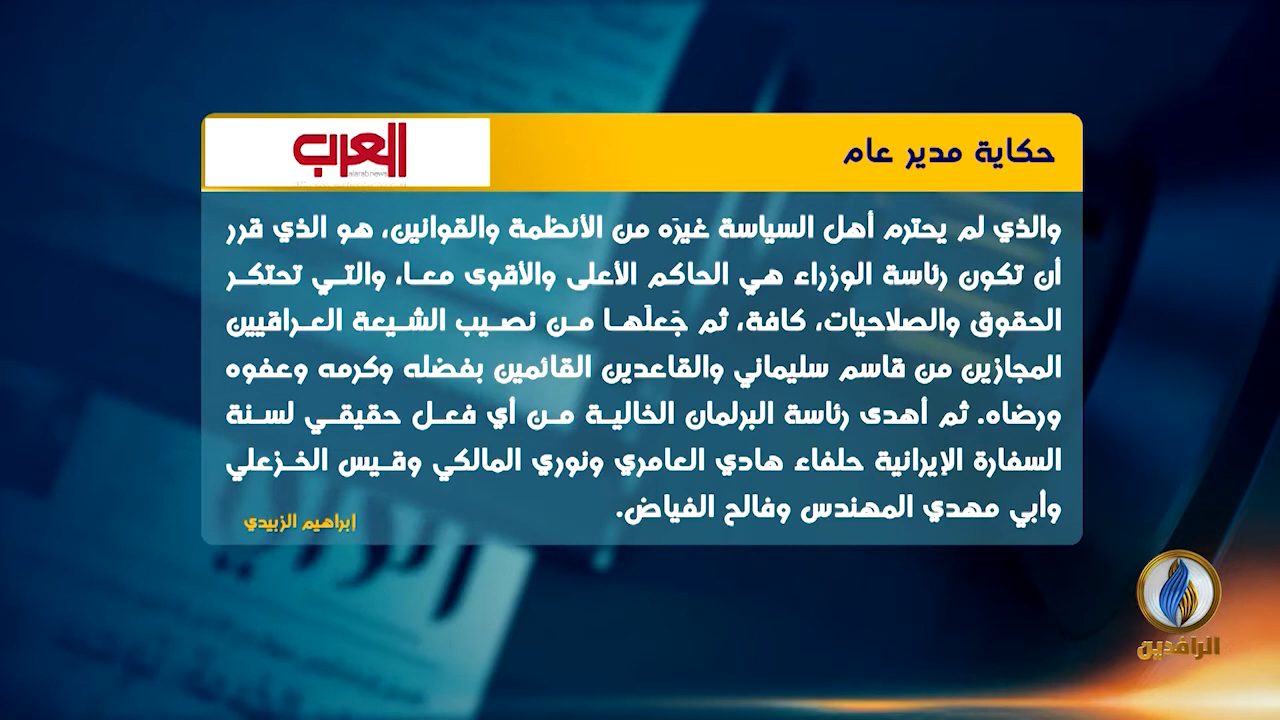 حكاية مدير عام
العرب
alarab.news
والذي لم يحترم أهل السياسة غيرَه من الأنظمة والقوانين، هو الذي قرر
أن تكون رئاسة الوزراء هي الحاكم الأعلى والأقوى معا، والتي تحتكر
الحقوق والصلاحيات، كافة، ثم جَعلَها من نصيب الشيعة العراقيين
المجازين من قاسم سليماني والقاعدين القائمين بفضله وكرمه وعفوه
ورضاه. ثم أهدى رئاسة البرلمان الخالية من أي فعل حقيقي لسنة
السفارة الإيرانية حلفاء هادي العامري ونوري المالكي وقيس الخزعلي
وأبي مهدي المهندس وفالح الفياض.
إبراهيم الزبيدي
الرافدين